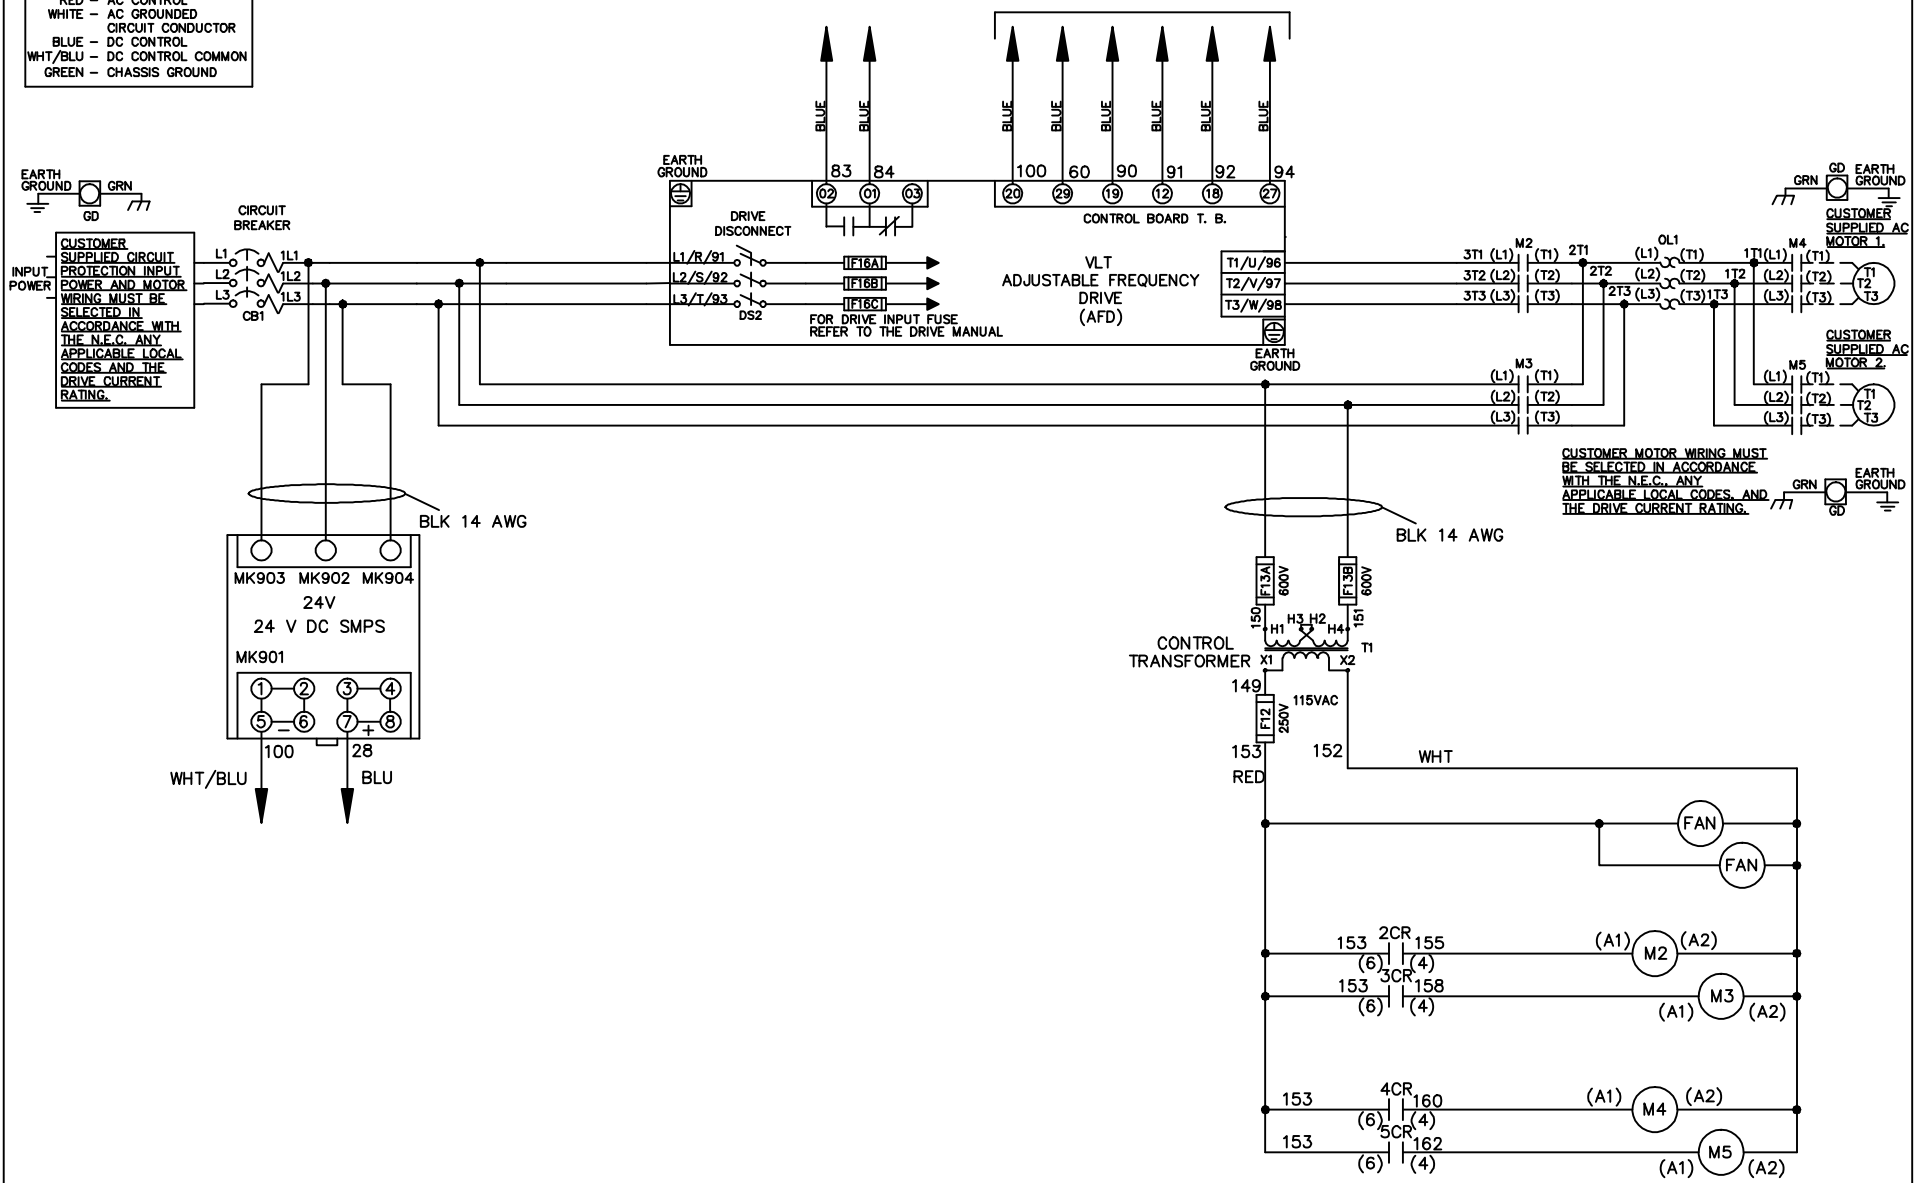 RED – AC CONTROL
WHITE – AC GROUNDED
CIRCUIT CONDUCTOR
BLUE – DC CONTROL
WHT/BLU – DC CONTROL COMMON
GREEN – CHASSIS GROUND
BLUE
BLUE
BLUE
BLUE
BLUE
BLUE
BLUE
BLUE
EARTH
GROUND
GRN
GD
CIRCUIT
BREAKER
INPUT
POWER
CUSTOMER
SUPPLIED CIRCUIT
PROTECTION INPUT
POWER AND MOTOR
WIRING MUST BE
SELECTED IN
ACCORDANCE WITH
THE N.E.C. ANY
APPLICABLE LOCAL
CODES AND THE
DRIVE CURRENT
RATING.
L1 1L1
L2 1L2
L3 1L3
CB1
EARTH
GROUND
83 84
02 01 03
100 60 90 91 92 94
20 29 19 12 18 27
CONTROL BOARD T. B.
DRIVE
DISCONNECT
L1/R/91
L2/S/92
L3/T/93
DS2
F16A
F16B
F16C
FOR DRIVE INPUT FUSE
REFER TO THE DRIVE MANUAL
VLT
ADJUSTABLE FREQUENCY
DRIVE
(AFD)
T1/U/96
T2/V/97
T3/W/98
EARTH
GROUND
M2
3T1 (L1) (T1) 2T1
3T2 (L2) (T2) 2T2
3T3 (L3) (T3) 2T3
OL1
(L1) (T1) 1T1
(L2) (T2) 1T2
(L3) (T3) 1T3
M4
(L1) (T1)
(L2) (T2)
(L3) (T3)
T1
T2
T3
GRN
GD
EARTH
GROUND
CUSTOMER
SUPPLIED AC
MOTOR 1.
M3
(L1) (T1)
(L2) (T2)
(L3) (T3)
CUSTOMER
SUPPLIED AC
MOTOR 2.
M5
(L1) (T1)
(L2) (T2)
(L3) (T3)
T1
T2
T3
CUSTOMER MOTOR WIRING MUST
BE SELECTED IN ACCORDANCE
WITH THE N.E.C., ANY
APPLICABLE LOCAL CODES, AND
THE DRIVE CURRENT RATING.
GRN
GD
EARTH
GROUND
BLK 14 AWG
MK903 MK902 MK904
24V
24 V DC SMPS
MK901
1 2 3 4
5 6 7 8
– +
100 28
WHT/BLU BLU
BLK 14 AWG
F13A 600V
F13B 600V
150 151
H1 H3 H2 H4
T1
CONTROL
TRANSFORMER
X1 X2
149
115VAC
F12 250V
153 152
RED
WHT
FAN
FAN
2CR
153 155
(6) (4)
(A1) M2 (A2)
3CR
153 158
(6) (4)
(A1) M3 (A2)
4CR
153 160
(6) (4)
(A1) M4 (A2)
5CR
153 162
(6) (4)
(A1) M5 (A2)